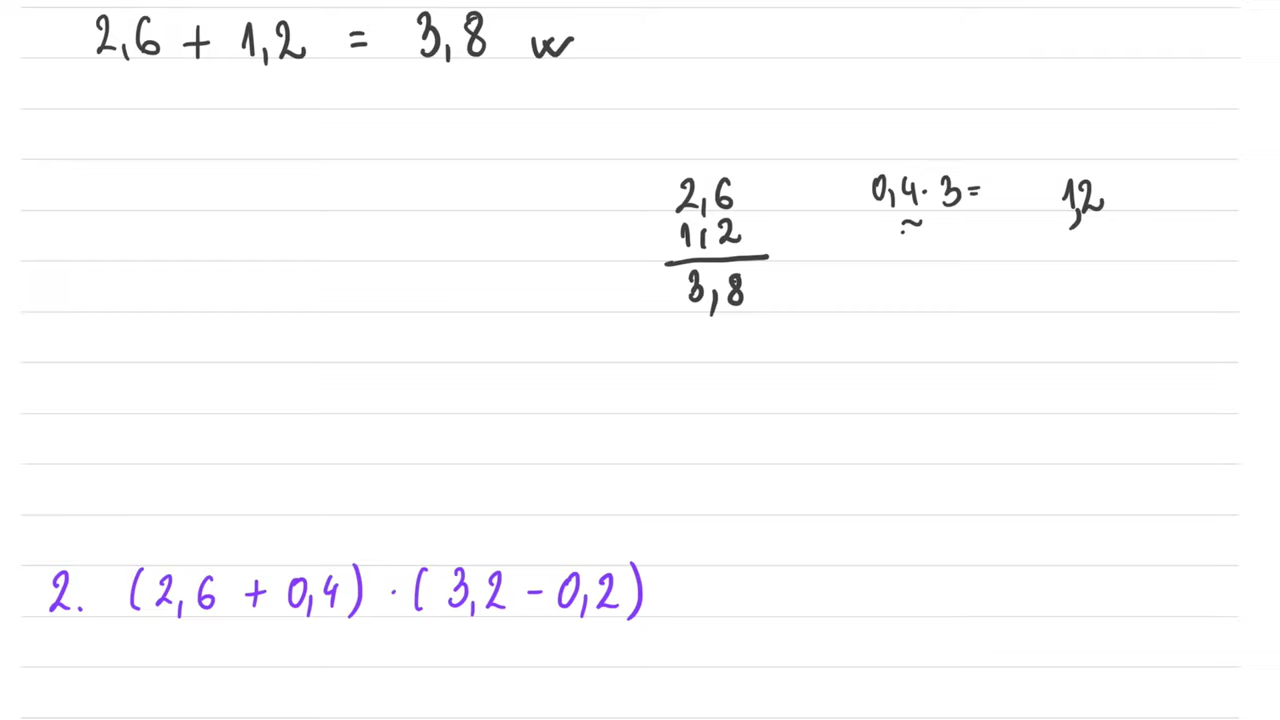 2,6 + 1,2 = 3,8
2,6 0,4 · 3 = 1,2
1,2
3,8
2. (2,6 + 0,4) · (3,2 - 0,2)